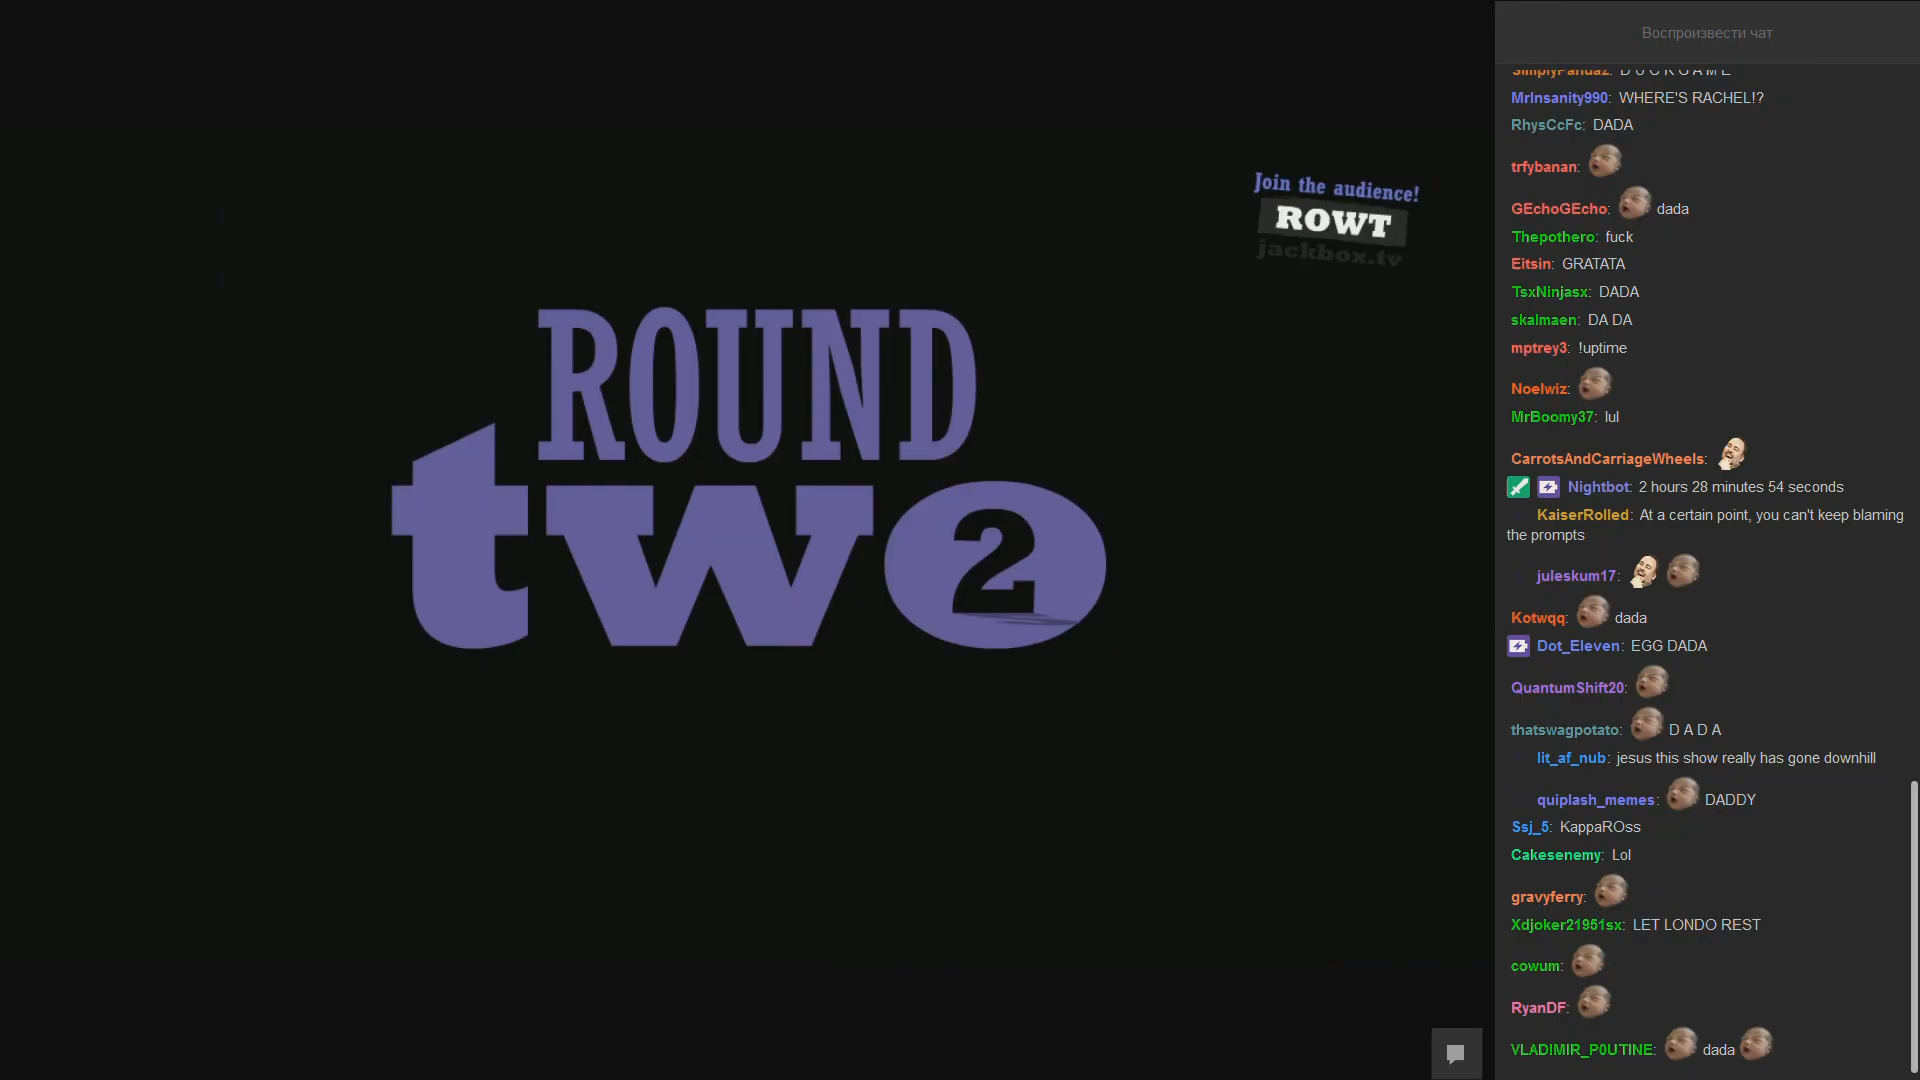 Join the audience!
ROWT
jackbox.tv
ROUND
two
2
Воспроизвести чат
SimplyPanda2: D U C K G A M E
MrInsanity990: WHERE'S RACHEL!?
RhysCcFc: DADA
trfybanan:
GEchoGEcho: dada
Thepothero: fuck
Eitsin: GRATATA
TsxNinjasx: DADA
skalmaen: DA DA
mptrey3: !uptime
Noelwiz:
MrBoomy37: lul
CarrotsAndCarriageWheels:
Nightbot: 2 hours 28 minutes 54 seconds
KaiserRolled: At a certain point, you can't keep blaming
the prompts
juleskum17:
Kotwqq: dada
Dot_Eleven: EGG DADA
QuantumShift20:
thatswagpotato: D A D A
lit_af_nub: jesus this show really has gone downhill
quiplash_memes: DADDY
Ssj_5: KappaROss
Cakesenemy: Lol
gravyferry:
Xdjoker21951sx: LET LONDO REST
cowum:
RyanDF:
VLADIMIR_P0UTINE: dada